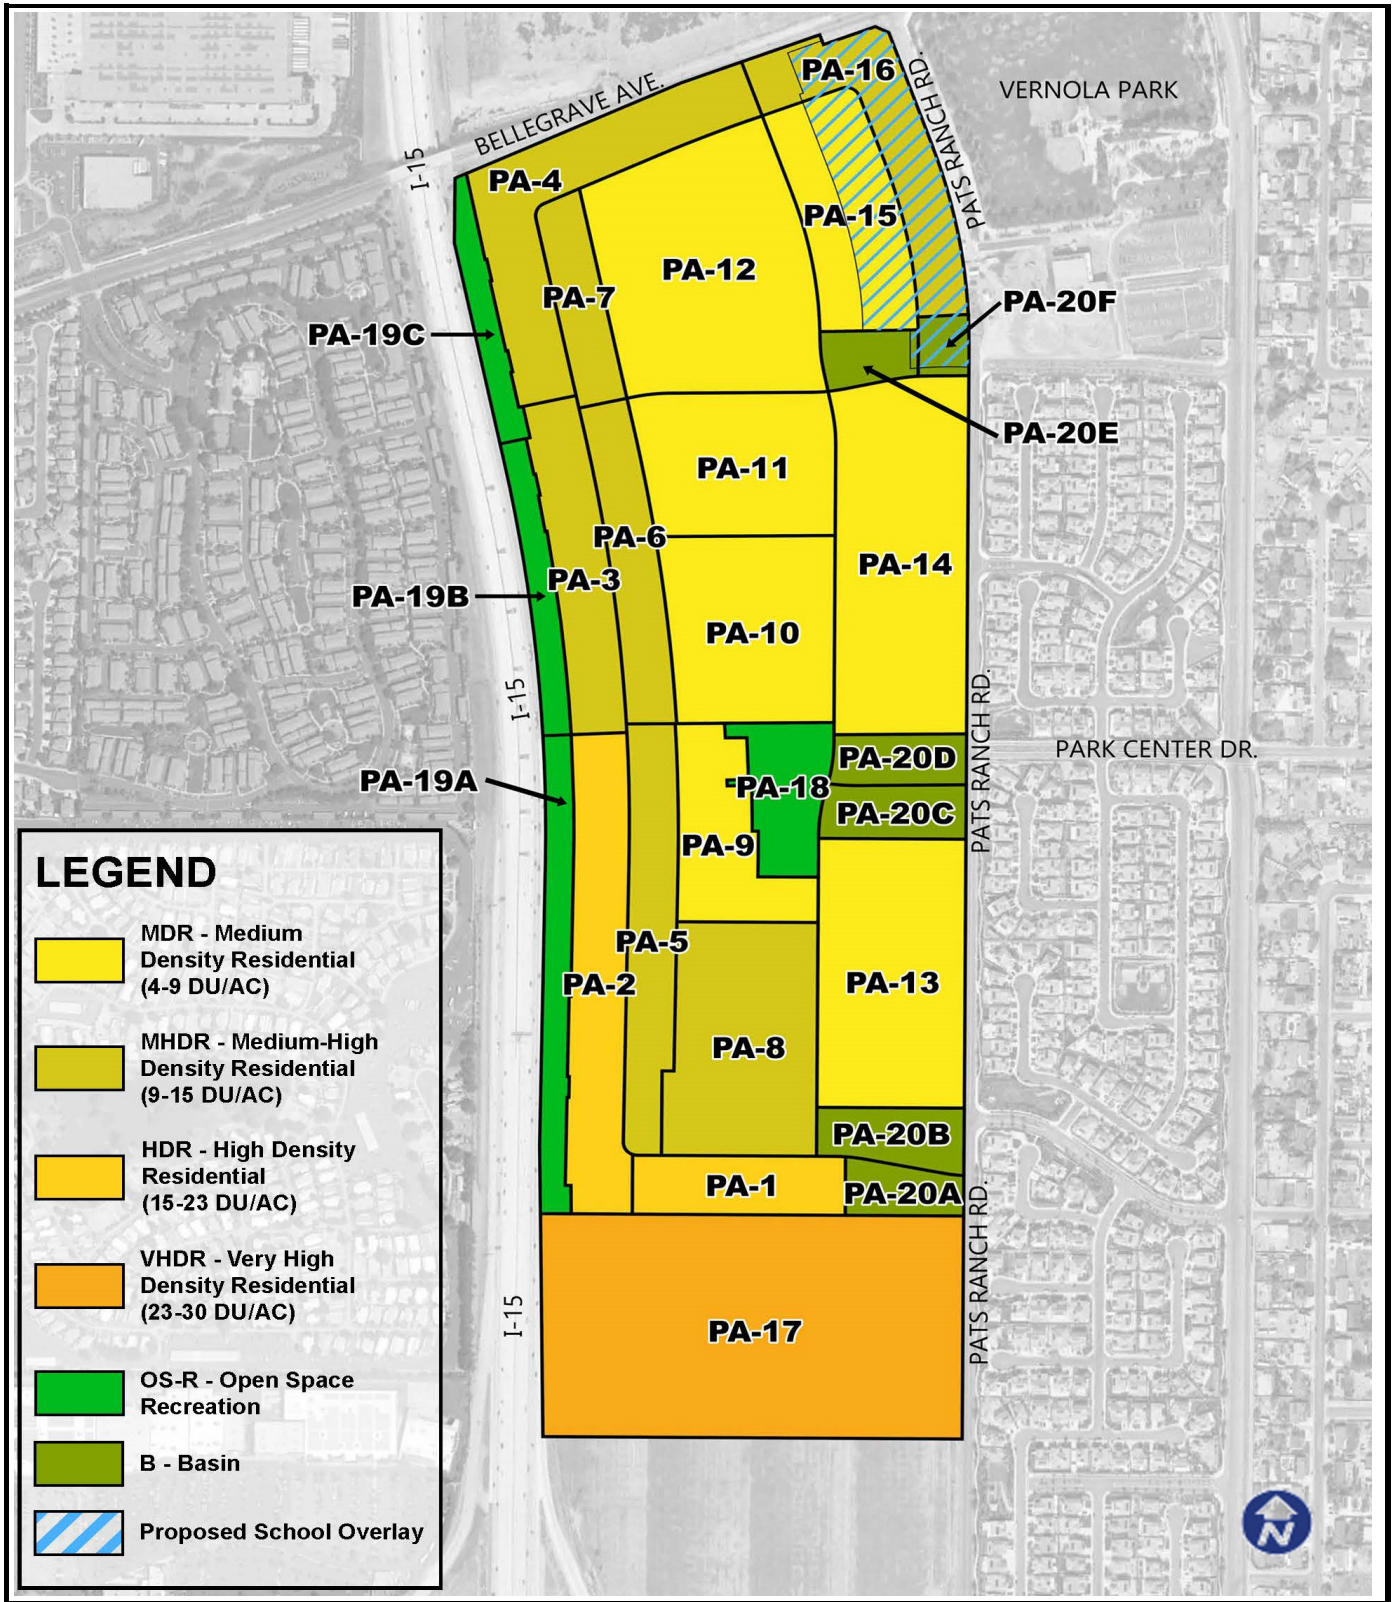 PA-16
VERNOLA PARK
BELLEGRAVE AVE.
PATS RANCH RD.
PATS RANCH RD.
I-15
PA-4
PA-15
PA-12
PA-7
PA-20F
PA-19C
PA-20E
PA-11
PA-6
PA-14
PA-3
PA-19B
PA-10
I-15
PATS RANCH RD.
PARK CENTER DR.
PA-20D
PA-19A
PA-18
PA-20C
PA-9
PA-5
PA-2
PA-13
PA-8
PA-20B
PA-1
PA-20A
PATS RANCH RD.
I-15
PA-17
LEGEND
MDR - Medium
Density Residential
(4-9 DU/AC)
MHDR - Medium-High
Density Residential
(9-15 DU/AC)
HDR - High Density
Residential
(15-23 DU/AC)
VHDR - Very High
Density Residential
(23-30 DU/AC)
OS-R - Open Space
Recreation
B - Basin
Proposed School Overlay
N